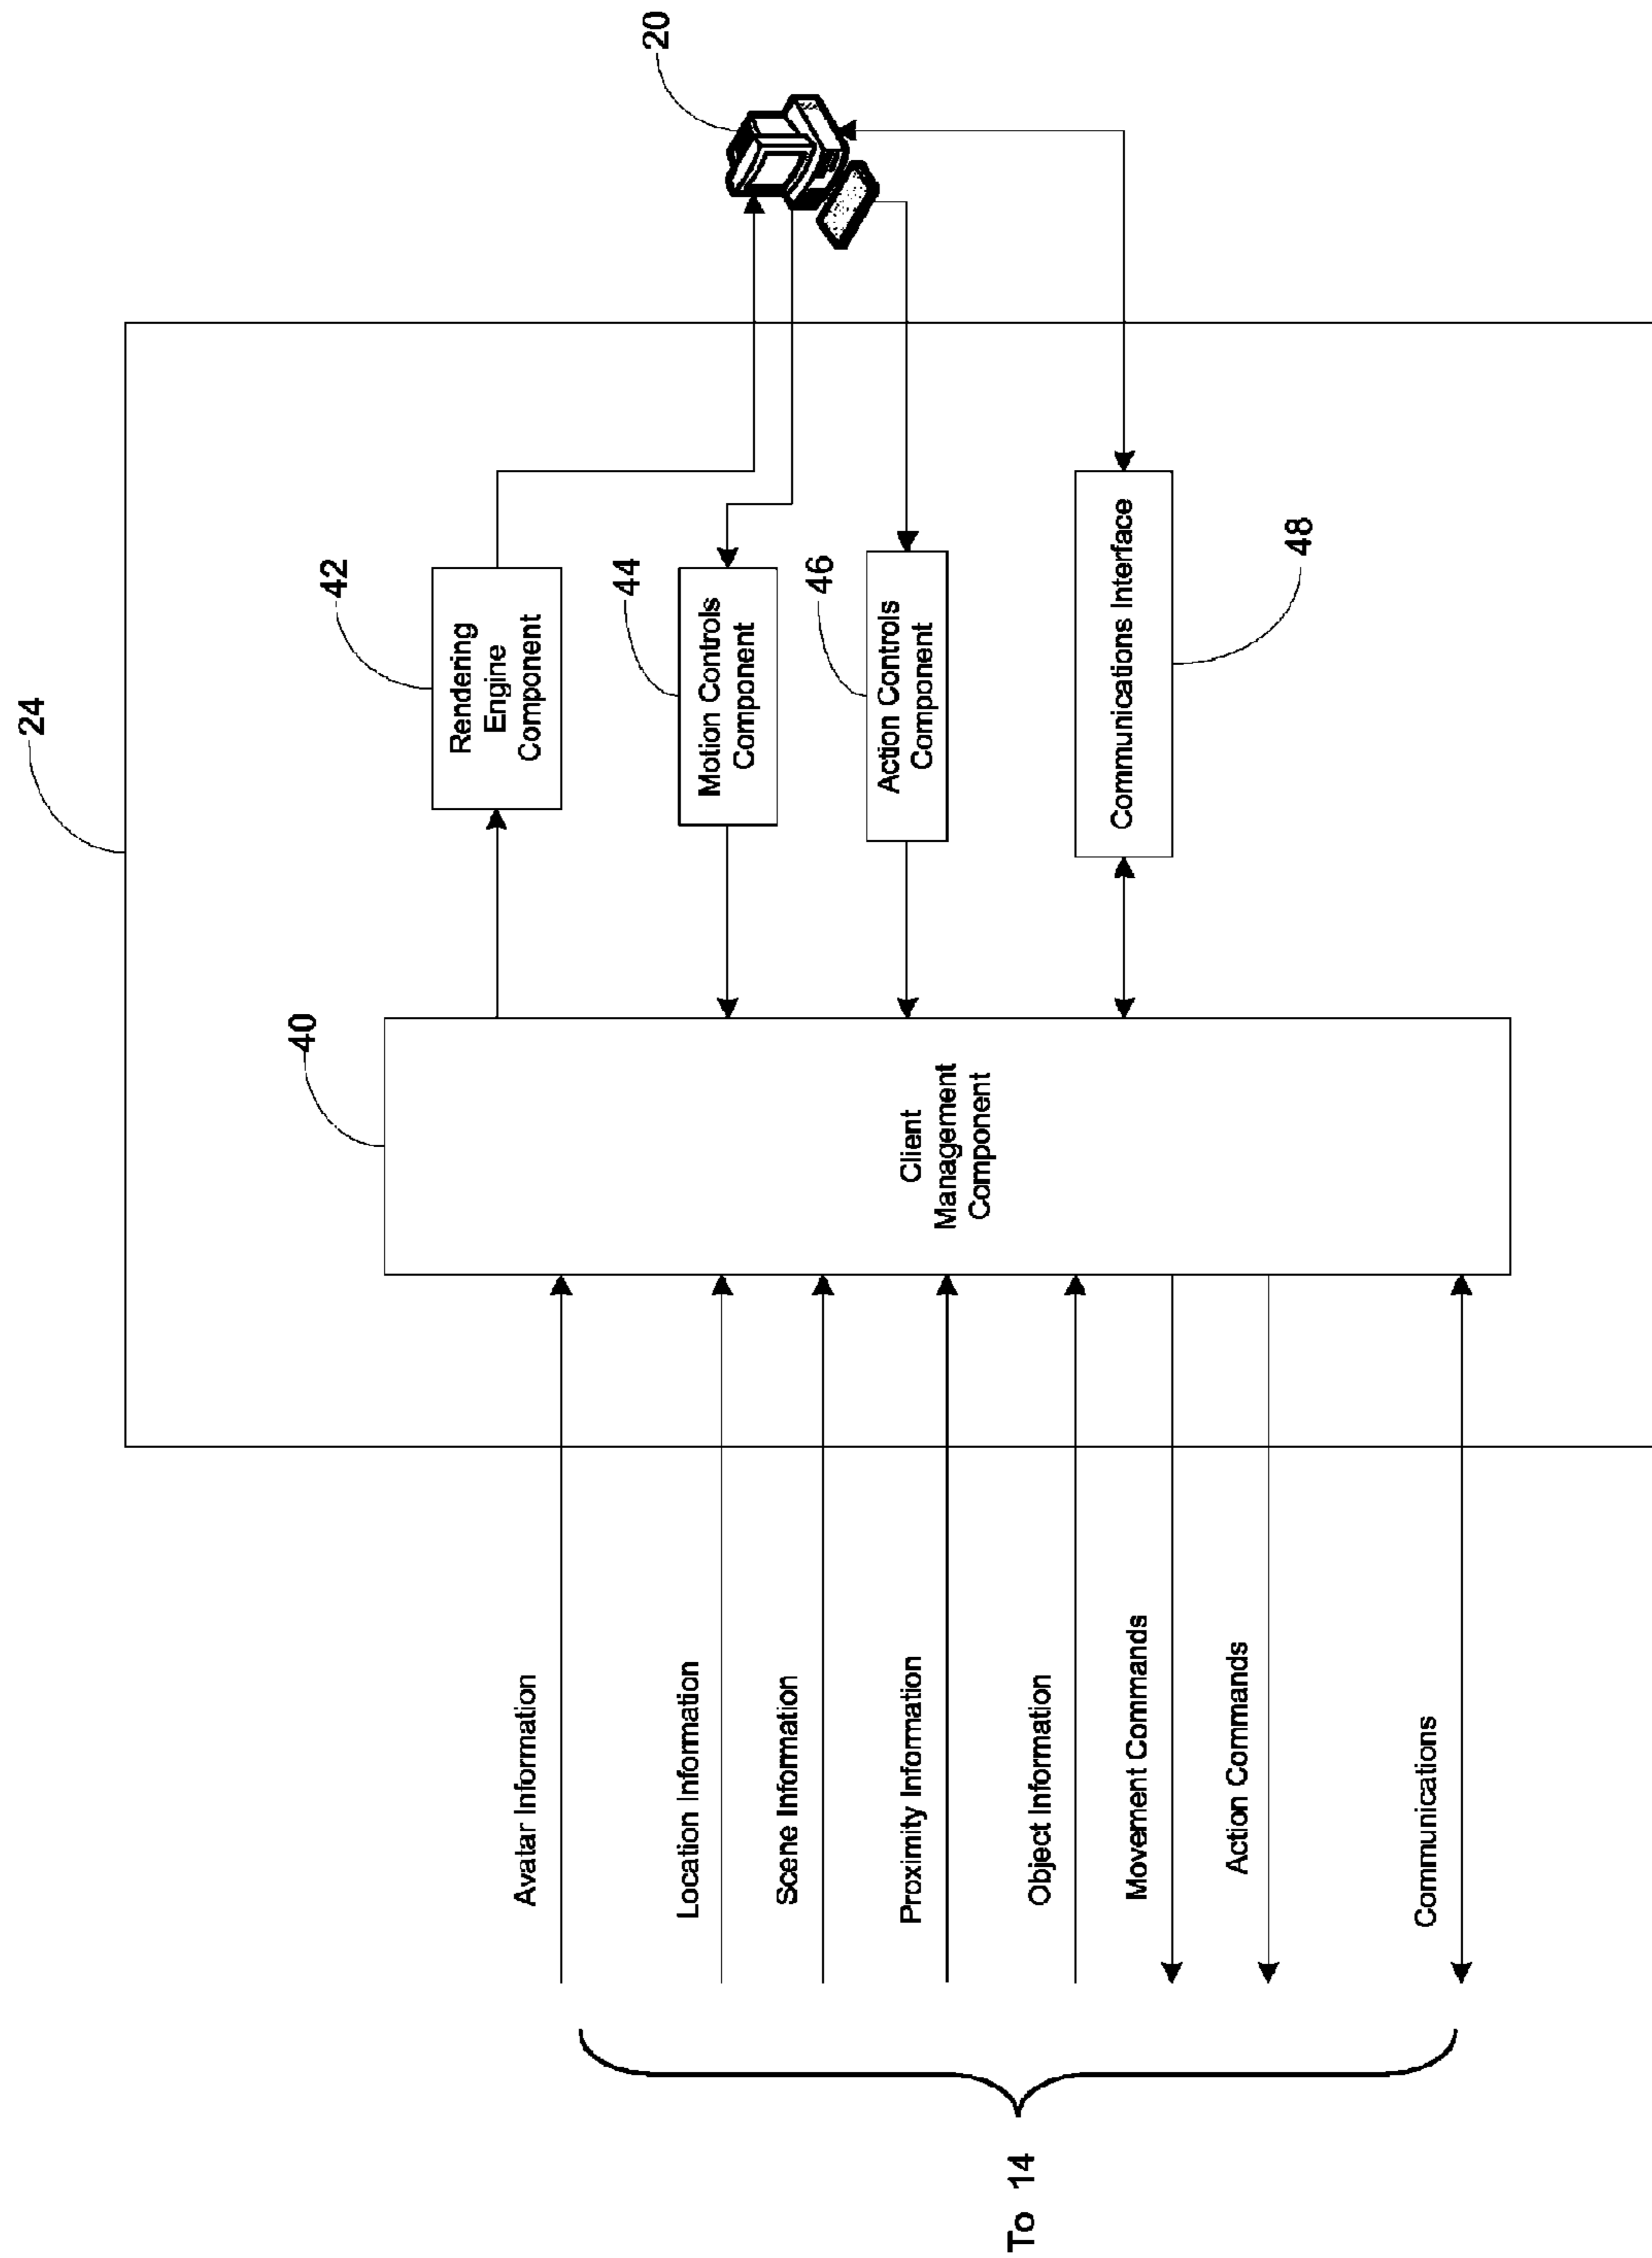 24
40
42
Rendering
Engine
Component
20
44
Motion Controls
Component
46
Action Controls
Component
Communications Interface
48
Client
Management
Component
Avatar Information
Location Information
Scene Information
Proximity Information
Object Information
Movement Commands
Action Commands
Communications
To 14